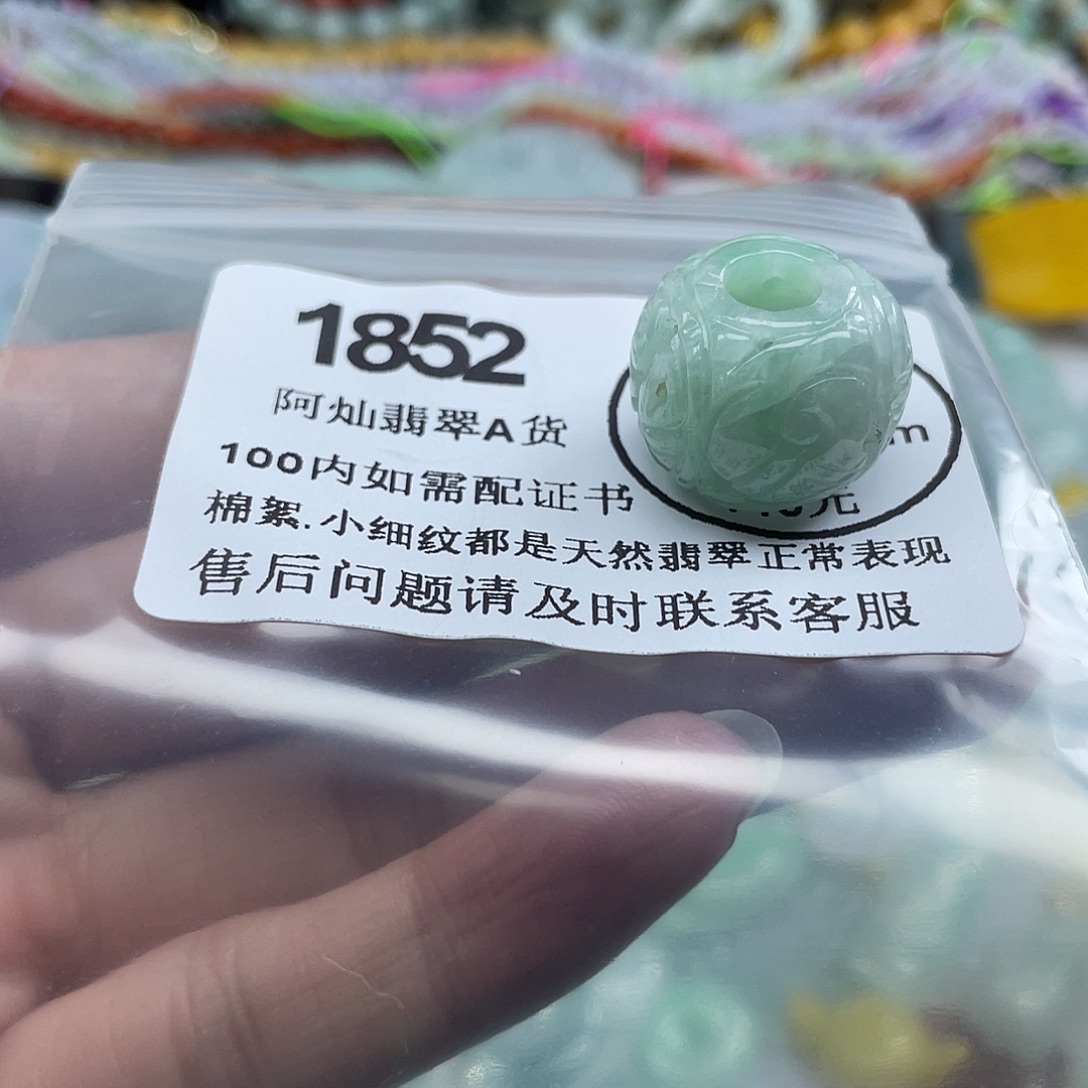 1852
阿灿翡翠A货
100内如需配证书
棉絮.小细纹都是天然翡翠正常表现
售后问题请及时联系客服
m
元